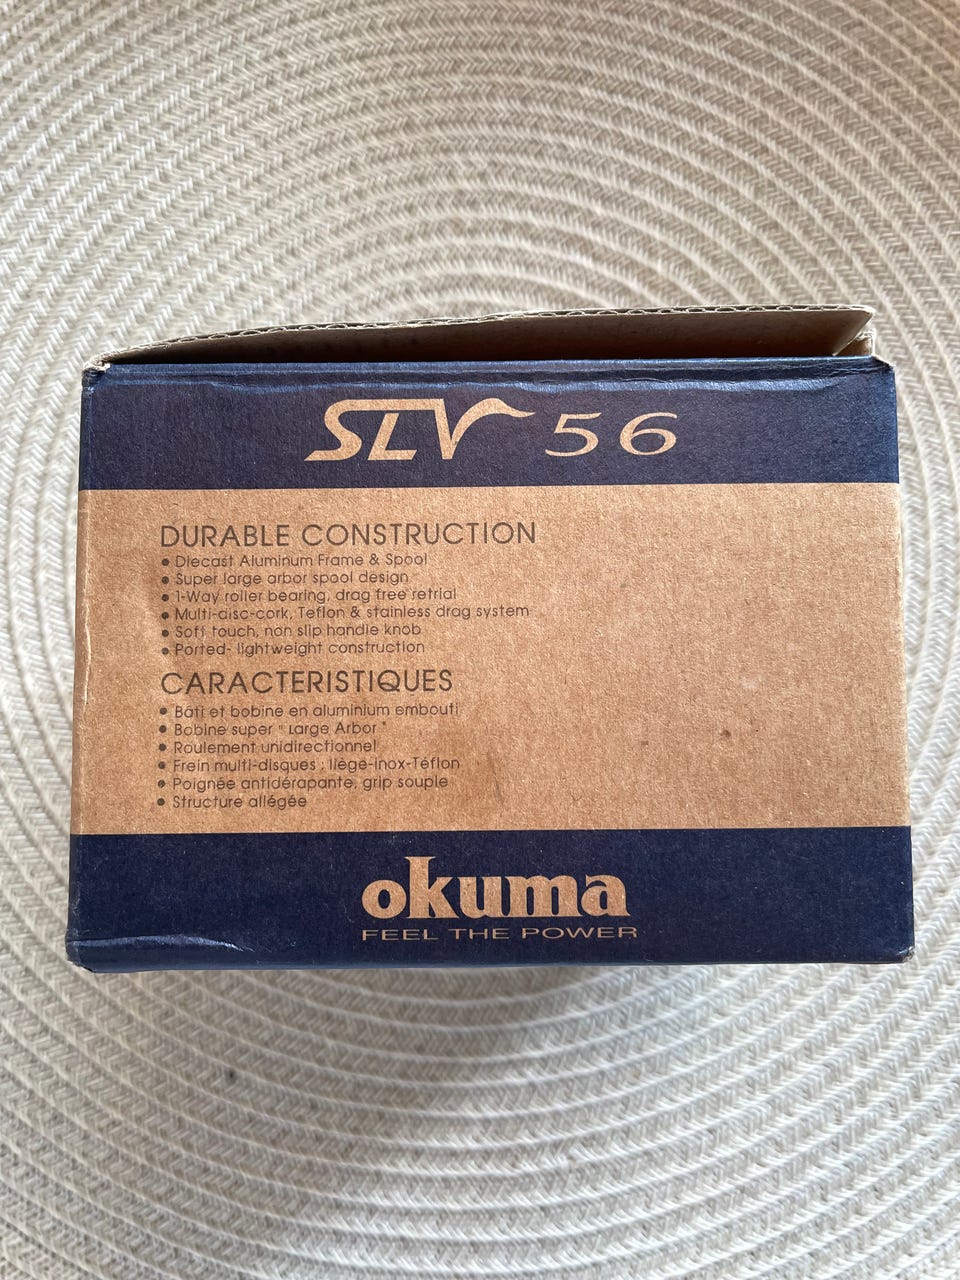 SLV 56
DURABLE CONSTRUCTION
• Diecast Aluminum Frame & Spool
• Super large arbor spool design
• 1-Way roller bearing, drag free retrial
• Multi-disc-cork, Teflon & stainless drag system
• Soft touch, non slip handle knob
• Ported- lightweight construction
CARACTERISTIQUES
• Bâti et bobine en aluminium embouti
• Bobine super " Large Arbor "
• Roulement unidirectionnel
• Frein multi-disques : liège-inox-Téflon
• Poignée antidérapante, grip souple
• Structure allégée
okuma
FEEL THE POWER